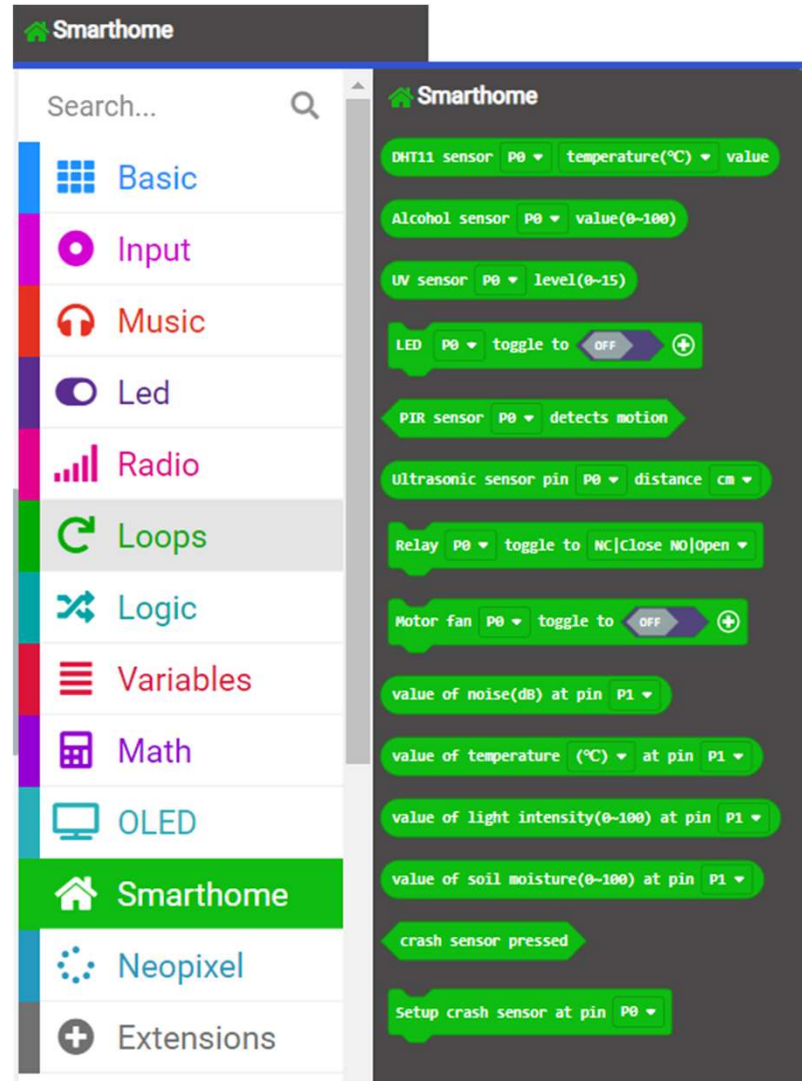 Smarthome
Search...
Basic
Input
Music
Led
Radio
Loops
Logic
Variables
Math
OLED
Smarthome
Neopixel
Extensions
Smarthome
DHT11 sensor P0 temperature(℃) value
Alcohol sensor P0 value(0~100)
UV sensor P0 level(0~15)
LED P0 toggle to OFF
PIR sensor P0 detects motion
Ultrasonic sensor pin P0 distance cm
Relay P0 toggle to NC|Close NO|Open
Motor fan P0 toggle to OFF
value of noise(dB) at pin P1
value of temperature (℃) at pin P1
value of light intensity(0~100) at pin P1
value of soil moisture(0~100) at pin P1
crash sensor pressed
Setup crash sensor at pin P0